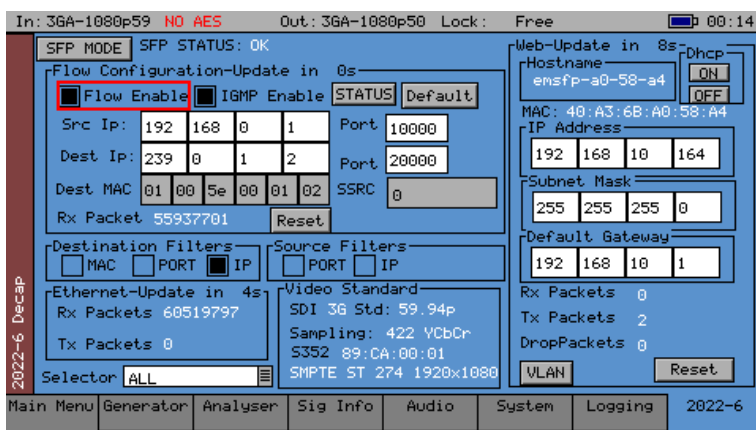 In: 3GA-1080p59 NO AES Out: 3GA-1080p50 Lock: Free 00:14
2022-6 Decap
SFP MODE SFP STATUS: OK
Flow Configuration-Update in 0s
Flow Enable IGMP Enable STATUS Default
Src Ip: 192 168 0 1 Port 10000
Dest Ip: 239 0 1 2 Port 20000
Dest MAC 01 00 5e 00 01 02 SSRC 0
Rx Packet 55937701 Reset
Destination Filters
MAC PORT IP
Source Filters
PORT IP
Ethernet-Update in 4s
Rx Packets 60519797
Tx Packets 0
Selector ALL
Video Standard
SDI 3G Std: 59.94p
Sampling: 422 YCbCr
S352 89:CA:00:01
SMPTE ST 274 1920x1080
Web-Update in 8s
Hostname
emsfp-a0-58-a4
Dhcp
ON
OFF
MAC: 40:A3:6B:A0:58:A4
IP Address
192 168 10 164
Subnet Mask
255 255 255 0
Default Gateway
192 168 10 1
Rx Packets 0
Tx Packets 2
DropPackets 0
VLAN Reset
Main Menu Generator Analyser Sig Info Audio System Logging 2022-6